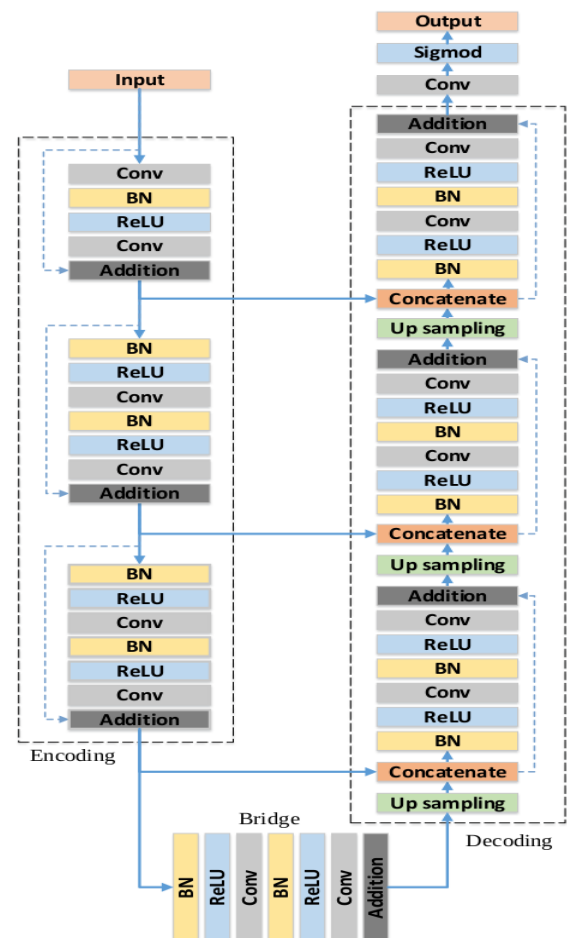 Input
Conv
BN
ReLU
Conv
Addition
BN
ReLU
Conv
BN
ReLU
Conv
Addition
BN
ReLU
Conv
BN
ReLU
Conv
Addition
Encoding
Bridge
BN
ReLU
Conv
BN
ReLU
Conv
Addition
Output
Sigmod
Conv
Addition
Conv
ReLU
BN
Conv
ReLU
BN
Concatenate
Up sampling
Addition
Conv
ReLU
BN
Conv
ReLU
BN
Concatenate
Up sampling
Addition
Conv
ReLU
BN
Conv
ReLU
BN
Concatenate
Up sampling
Decoding